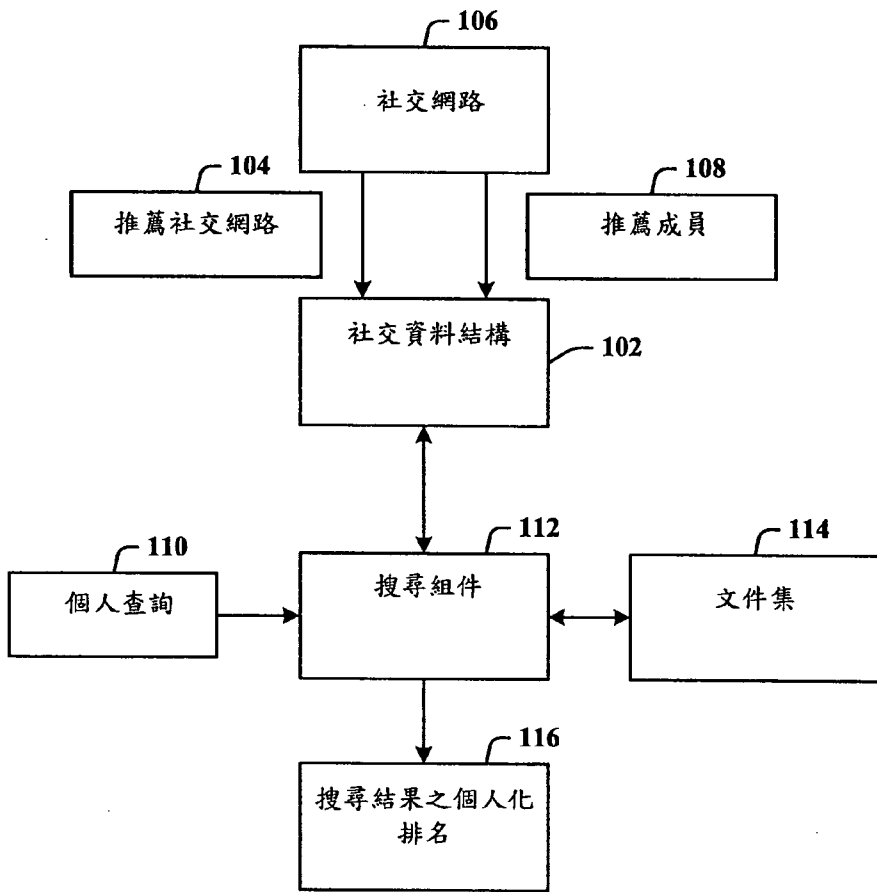 106
社交網路
104
推薦社交網路
108
推薦成員
社交資料結構
102
110
個人查詢
112
搜尋組件
114
文件集
116
搜尋結果之個人化
排名